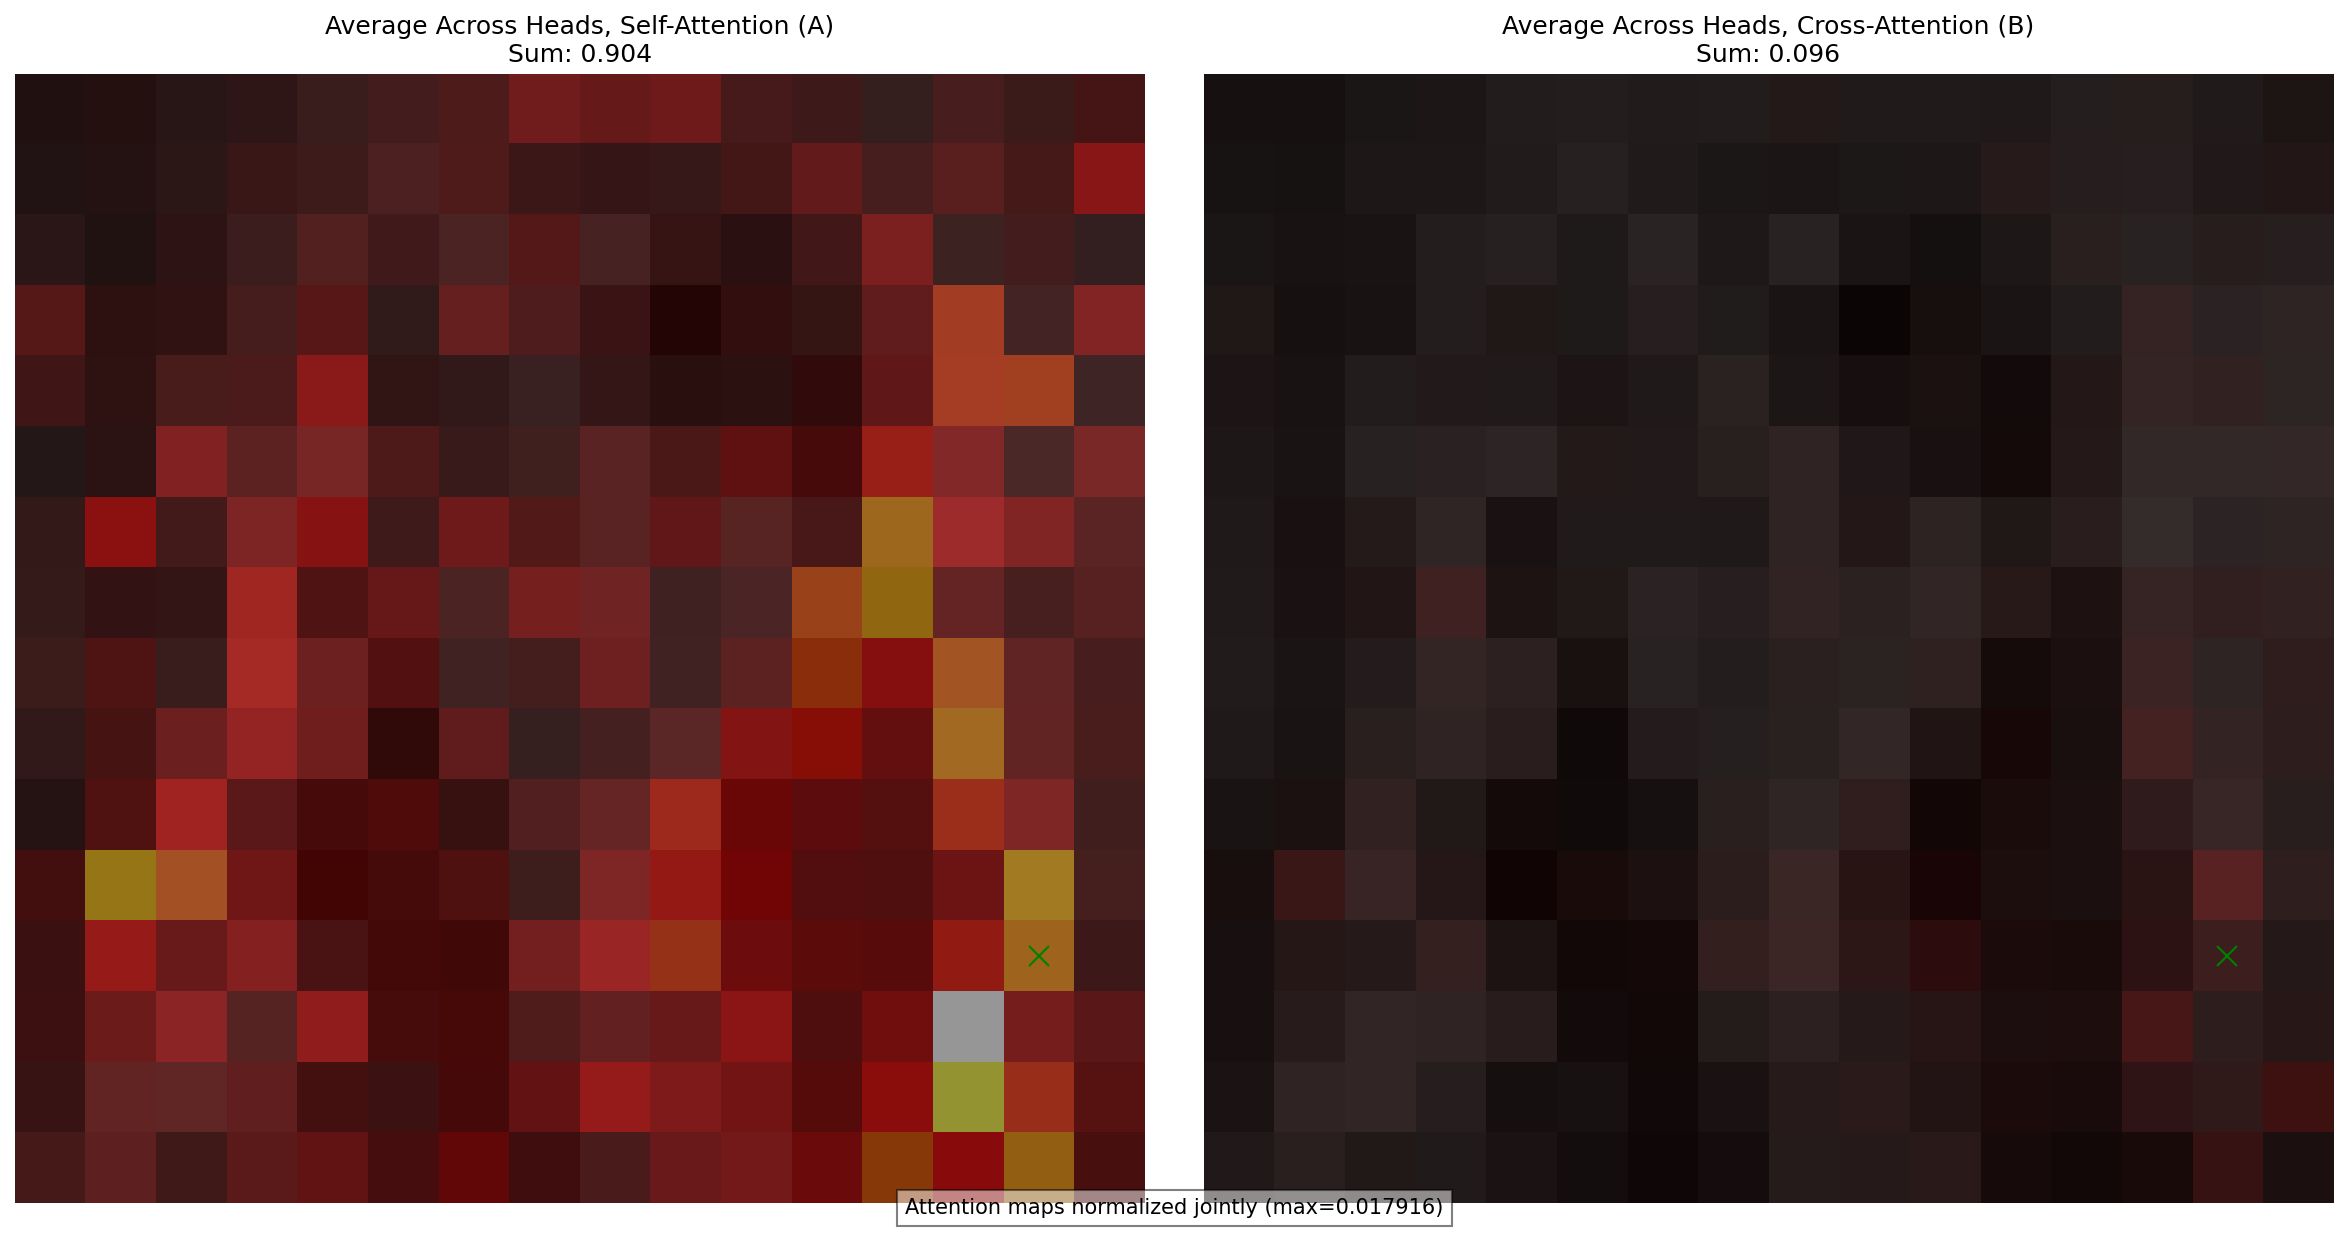 Average Across Heads, Self-Attention (A)
Sum: 0.904
Average Across Heads, Cross-Attention (B)
Sum: 0.096
Attention maps normalized jointly (max=0.017916)